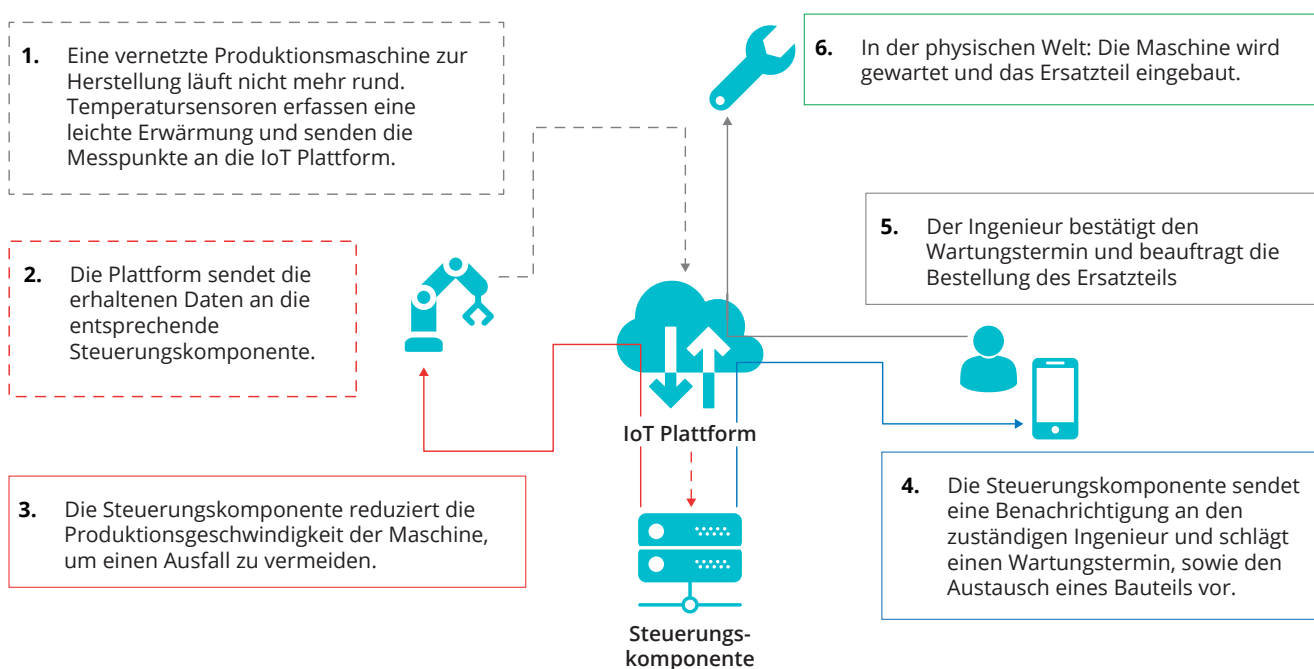 1. Eine vernetzte Produktionsmaschine zur
Herstellung läuft nicht mehr rund.
Temperatursensoren erfassen eine
leichte Erwärmung und senden die
Messpunkte an die IoT Plattform.
2. Die Plattform sendet die
erhaltenen Daten an die
entsprechende
Steuerungskomponente.
3. Die Steuerungskomponente reduziert die
Produktionsgeschwindigkeit der Maschine,
um einen Ausfall zu vermeiden.
IoT Plattform
Steuerungs-
komponente
6. In der physischen Welt: Die Maschine wird
gewartet und das Ersatzteil eingebaut.
5. Der Ingenieur bestätigt den
Wartungstermin und beauftragt die
Bestellung des Ersatzteils
4. Die Steuerungskomponente sendet
eine Benachrichtigung an den
zuständigen Ingenieur und schlägt
einen Wartungstermin, sowie den
Austausch eines Bauteils vor.